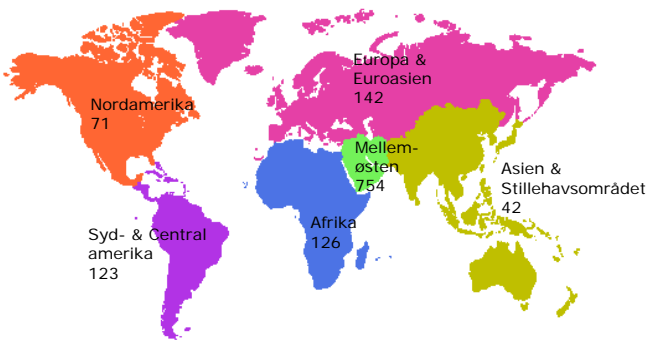 Europa &
Euroasien
142
Nordamerika
71
Mellem-
østen
754
Asien &
Stillehavsområdet
42
Afrika
126
Syd- & Central
amerika
123